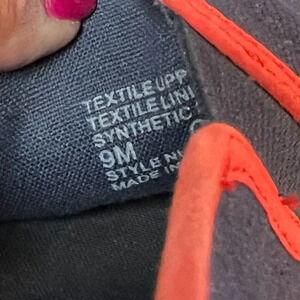 TEXTILE UPP
TEXTILE LINI
SYNTHETIC
9M
STYLE N
MADE IN